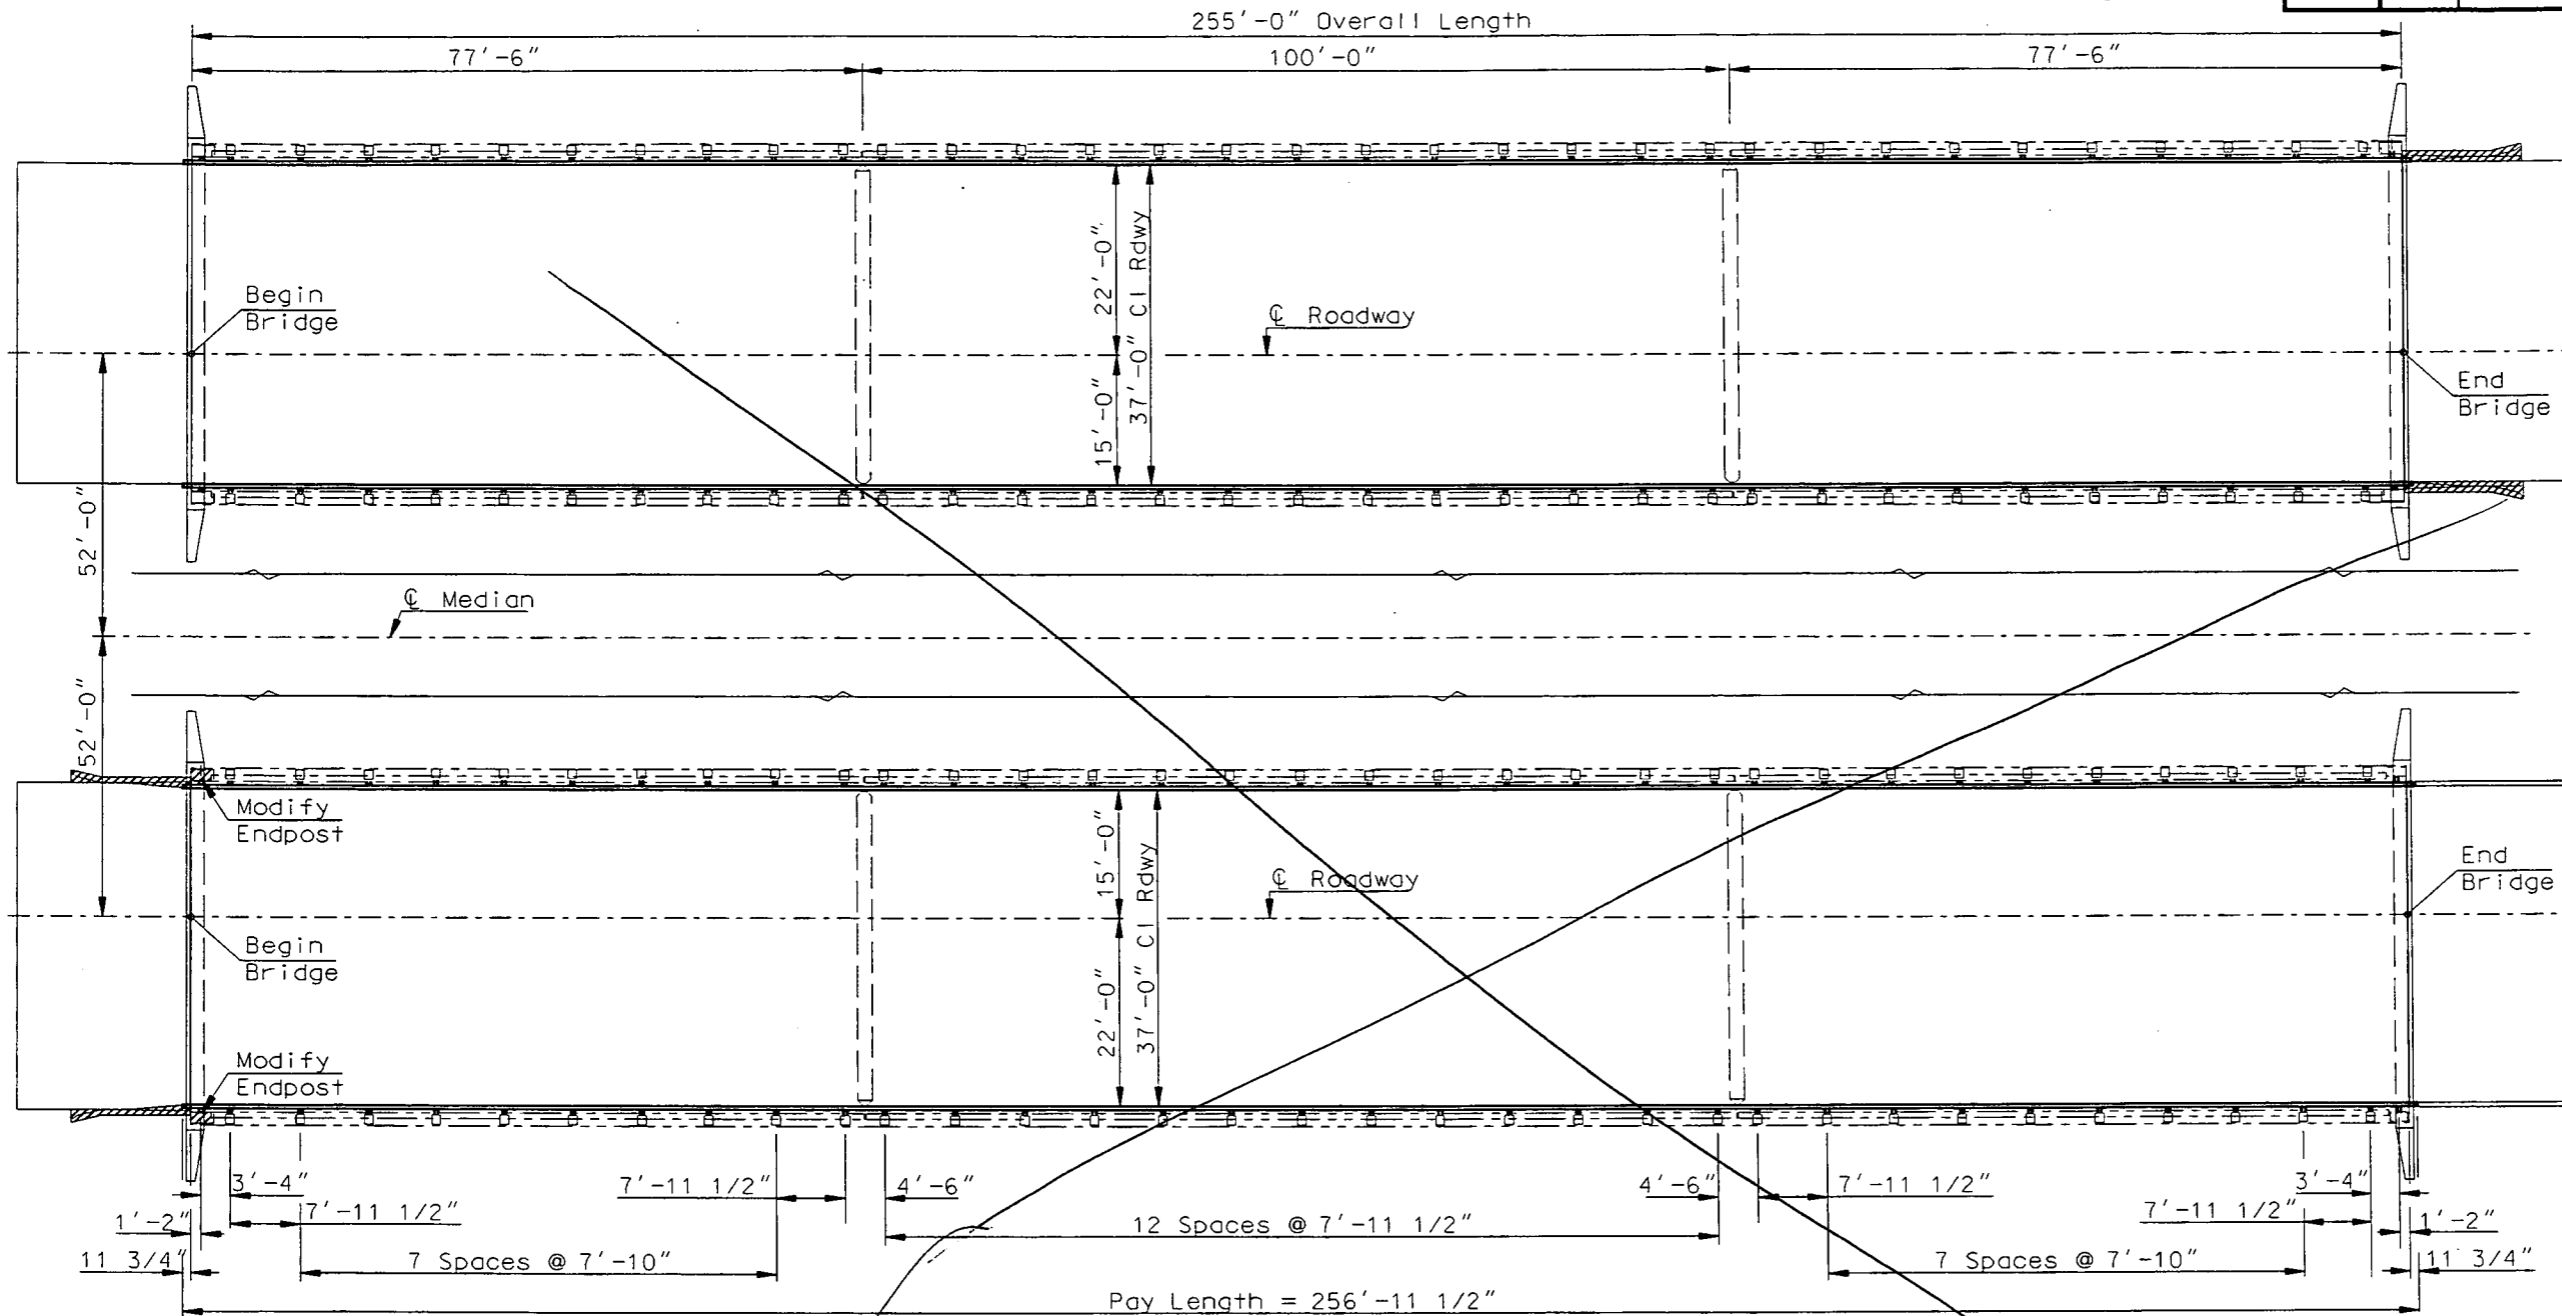 255'-0" Overall Length
77'-6" 100'-0" 77'-6"
22'-0"
37'-0" Cl Rdwy
15'-0"
Begin
Bridge
℄ Roadway
End
Bridge
52'-0"
℄ Median
52'-0"
Modify
Endpost
15'-0"
37'-0" Cl Rdwy
22'-0"
℄ Roadway
End
Bridge
Begin
Bridge
Modify
Endpost
3'-4" 7'-11 1/2" 4'-6" 4'-6" 7'-11 1/2" 3'-4"
1'-2" 7'-11 1/2" 12 Spaces @ 7'-11 1/2" 7'-11 1/2" 1'-2"
11 3/4" 7 Spaces @ 7'-10" 7 Spaces @ 7'-10" 11 3/4"
Pay Length = 256'-11 1/2"